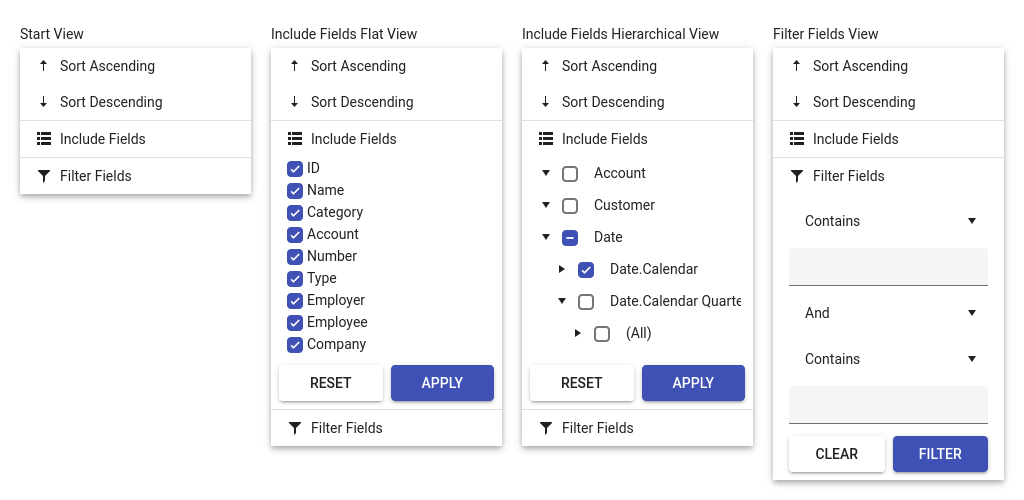 Start View
Sort Ascending
Sort Descending
Include Fields
Filter Fields
Include Fields Flat View
Sort Ascending
Sort Descending
Include Fields
ID
Name
Category
Account
Number
Type
Employer
Employee
Company
RESET APPLY
Filter Fields
Include Fields Hierarchical View
Sort Ascending
Sort Descending
Include Fields
Account
Customer
Date
Date.Calendar
Date.Calendar Quarte
(All)
RESET APPLY
Filter Fields
Filter Fields View
Sort Ascending
Sort Descending
Include Fields
Filter Fields
Contains
And
Contains
CLEAR FILTER